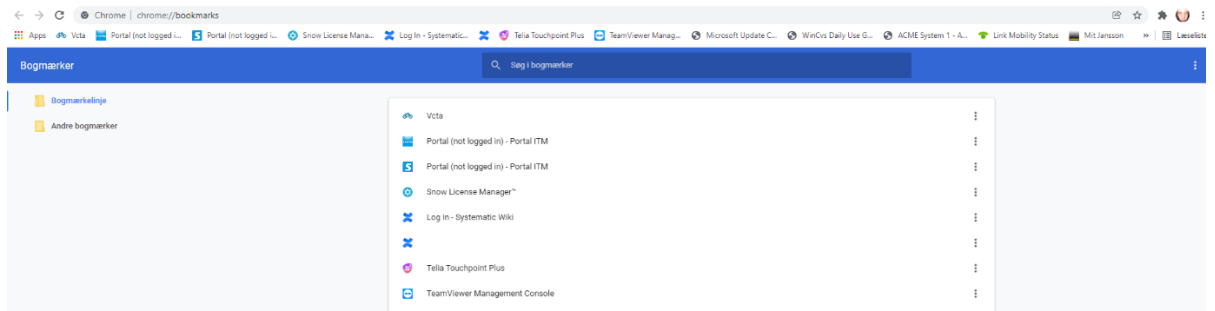 Chrome | chrome://bookmarks
Apps Vcta Portal (not logged i... Portal (not logged i... Snow License Mana... Log In - Systematic... Telia Touchpoint Plus TeamViewer Manag... Microsoft Update C... WinCvs Daily Use G... ACME System 1 - A... Link Mobility Status Mit Jansson » Læseliste
Bogmærker Søg i bogmærker
Bogmærkelinje
Andre bogmærker
Vcta
Portal (not logged in) - Portal ITM
Portal (not logged in) - Portal ITM
Snow License Manager™
Log In - Systematic Wiki
Telia Touchpoint Plus
TeamViewer Management Console